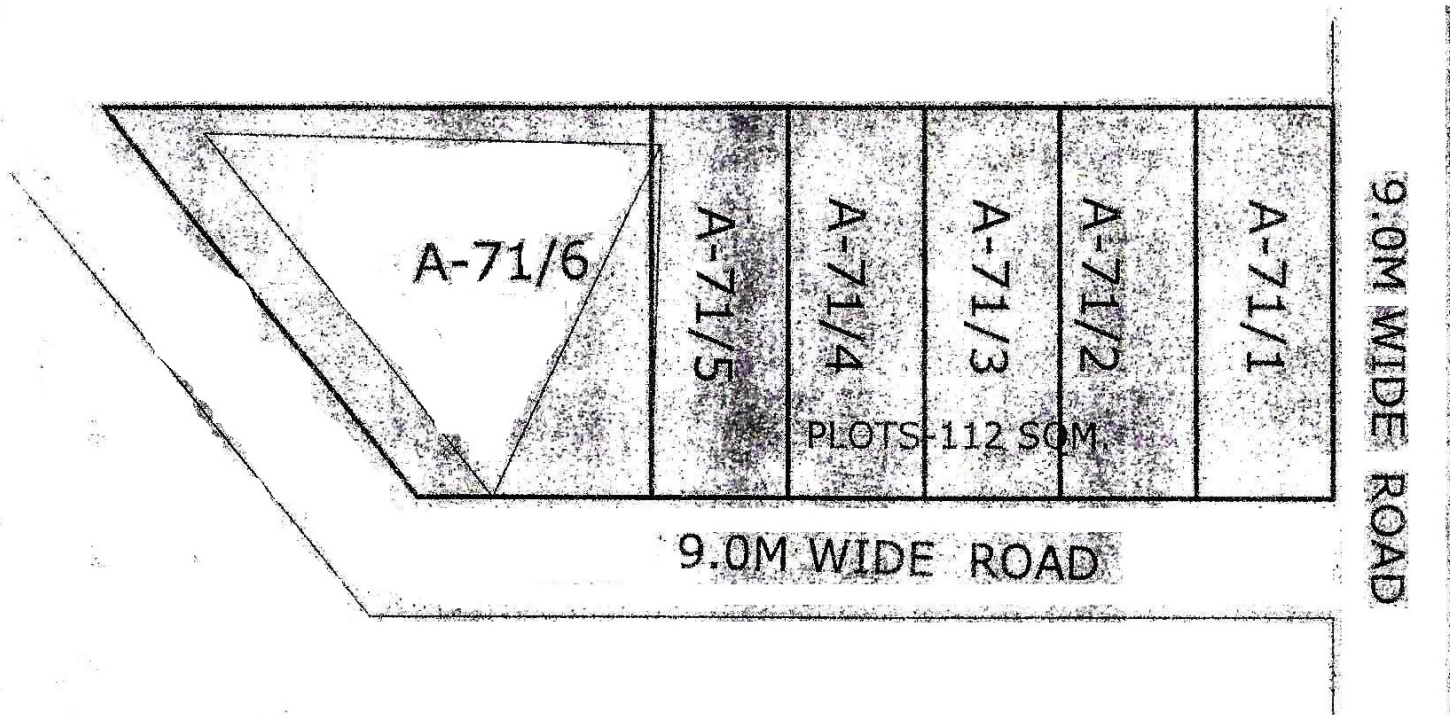 A-71/6
A-71/5
A-71/4
A-71/3
A-71/2
A-71/1
PLOTS-112 SQM.
9.0M WIDE ROAD
9.0M WIDE ROAD